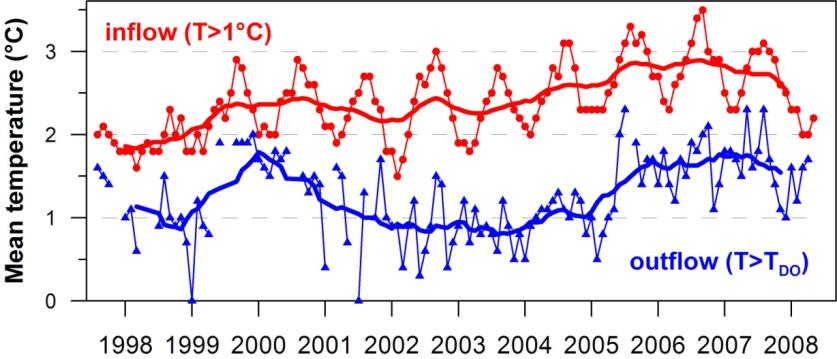 Mean temperature (°C)
inflow (T>1°C)
3
2
1
0
outflow (T>T_DO)
1998 1999 2000 2001 2002 2003 2004 2005 2006 2007 2008